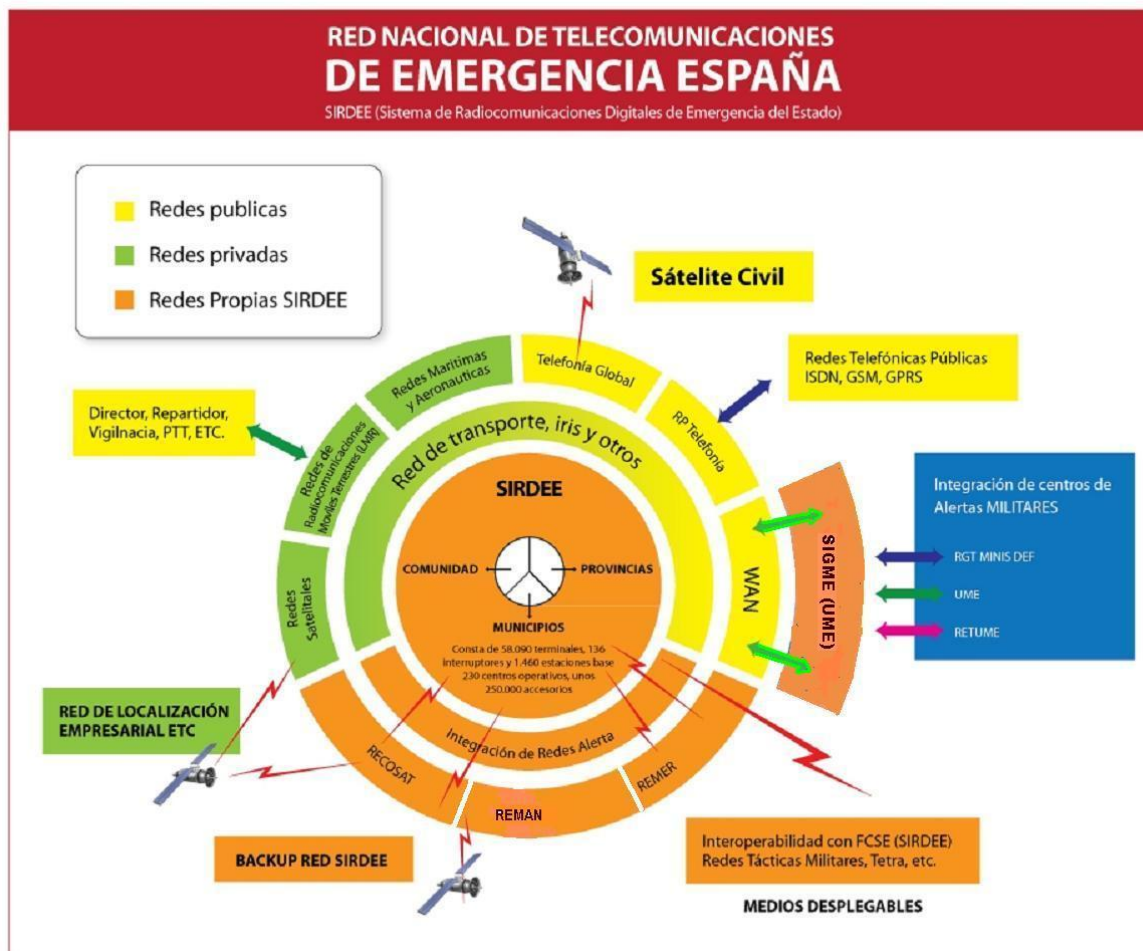 RED NACIONAL DE TELECOMUNICACIONES
DE EMERGENCIA ESPAÑA
SIRDEE (Sistema de Radiocomunicaciones Digitales de Emergencia del Estado)
Redes publicas
Redes privadas
Redes Propias SIRDEE
Sátelite Civil
Redes Marítimas
y Aeronauticas
Telefonía Global
Redes Telefónicas Públicas
ISDN, GSM, GPRS
RP Telefonía
Director, Repartidor,
Vigilnacia, PTT, ETC.
Redes de
Radiocomunicaciones
Moviles Terrestres (LMR)
Red de transporte, iris y otros
SIRDEE
COMUNIDAD
PROVINCIAS
MUNICIPIOS
Consta de 58.090 terminales, 136
interruptores y 1.460 estaciones base
230 centros operativos, unos
250.000 accesorios
WAN
SIGME (UME)
Integración de centros de
Alertas MILITARES
RGT MINIS DEF
UME
RETUME
Redes
Satelitales
RED DE LOCALIZACIÓN
EMPRESARIAL ETC
Integración de Redes Alerta
RECOSAT
REMAN
REMER
BACKUP RED SIRDEE
Interoperabilidad con FCSE (SIRDEE)
Redes Tácticas Militares, Tetra, etc.
MEDIOS DESPLEGABLES